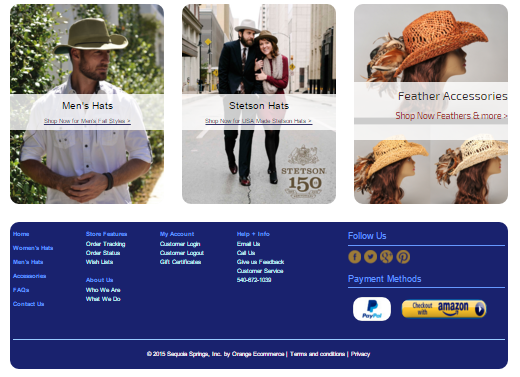 Men's Hats
Shop Now for Men's Fall Styles >
Stetson Hats
Shop Now for USA Made Stetson Hats >
STETSON
150
Feather Accessories
Shop Now Feathers & more >
Home
Women's Hats
Men's Hats
Accessories
FAQs
Contact Us
Store Features
Order Tracking
Order Status
Wish Lists
About Us
Who We Are
What We Do
My Account
Customer Login
Customer Logout
Gift Certificates
Help + Info
Email Us
Call Us
Give us Feedback
Customer Service
540-672-1039
Follow Us
Payment Methods
PayPal
Checkout
with amazon
© 2015 Sequoia Springs, Inc. by Orange Ecommerce | Terms and conditions | Privacy